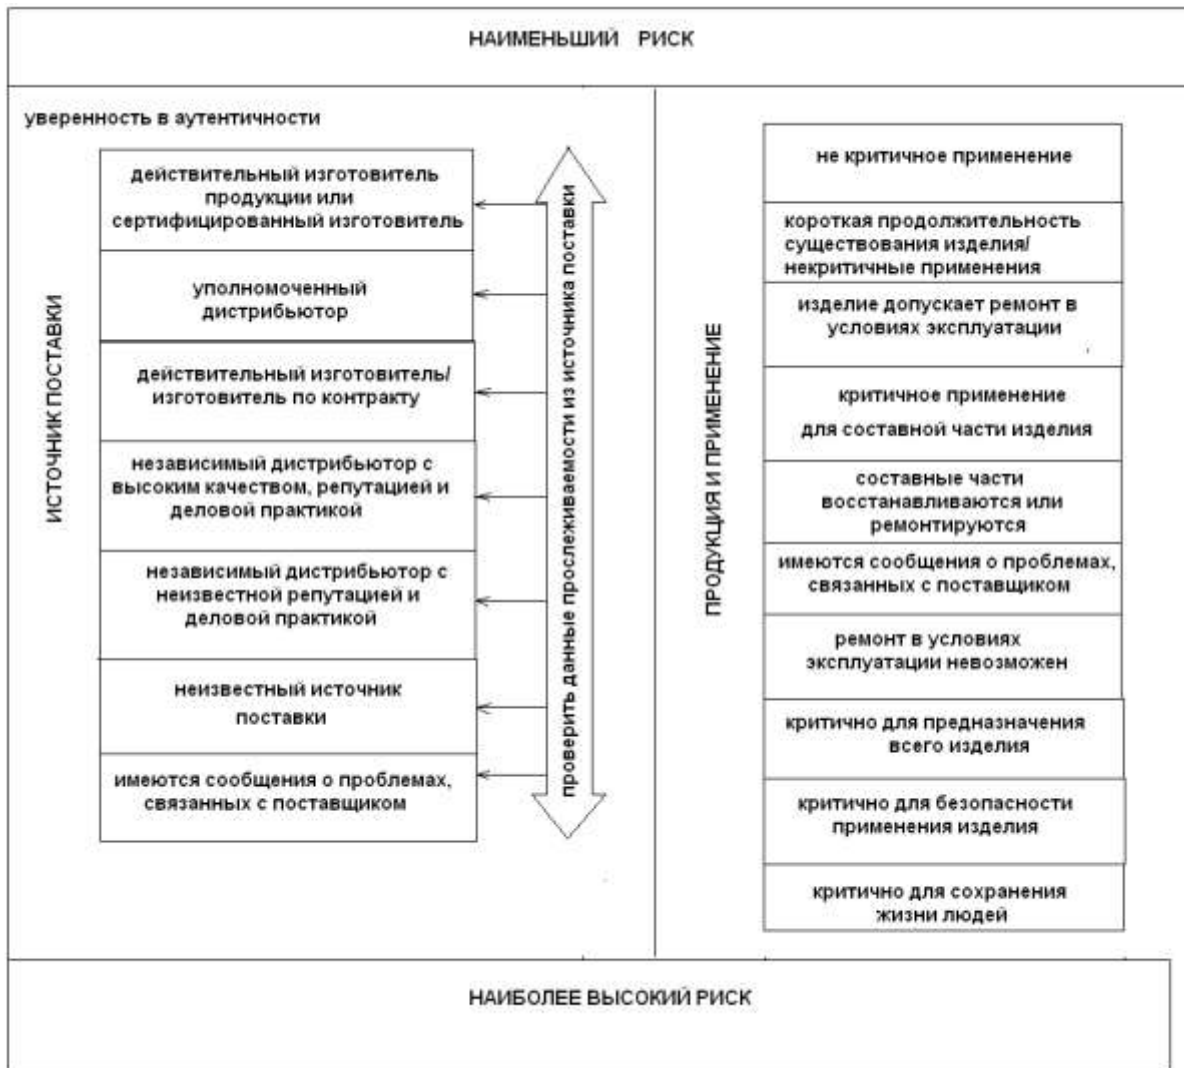 НАИМЕНЬШИЙ РИСК
уверенность в аутентичности
ИСТОЧНИК ПОСТАВКИ
действительный изготовитель
продукции или
сертифицированный изготовитель
уполномоченный
дистрибьютор
действительный изготовитель/
изготовитель по контракту
независимый дистрибьютор с
высоким качеством, репутацией и
деловой практикой
независимый дистрибьютор с
неизвестной репутацией и
деловой практикой
неизвестный источник
поставки
имеются сообщения о проблемах,
связанных с поставщиком
проверить данные прослеживаемости из источника поставки
ПРОДУКЦИЯ И ПРИМЕНЕНИЕ
не критичное применение
короткая продолжительность
существования изделия/
некритичные применения
изделие допускает ремонт в
условиях эксплуатации
критичное применение
для составной части изделия
составные части
восстанавливаются или
ремонтируются
имеются сообщения о проблемах,
связанных с поставщиком
ремонт в условиях
эксплуатации невозможен
критично для предназначения
всего изделия
критично для безопасности
применения изделия
критично для сохранения
жизни людей
НАИБОЛЕЕ ВЫСОКИЙ РИСК